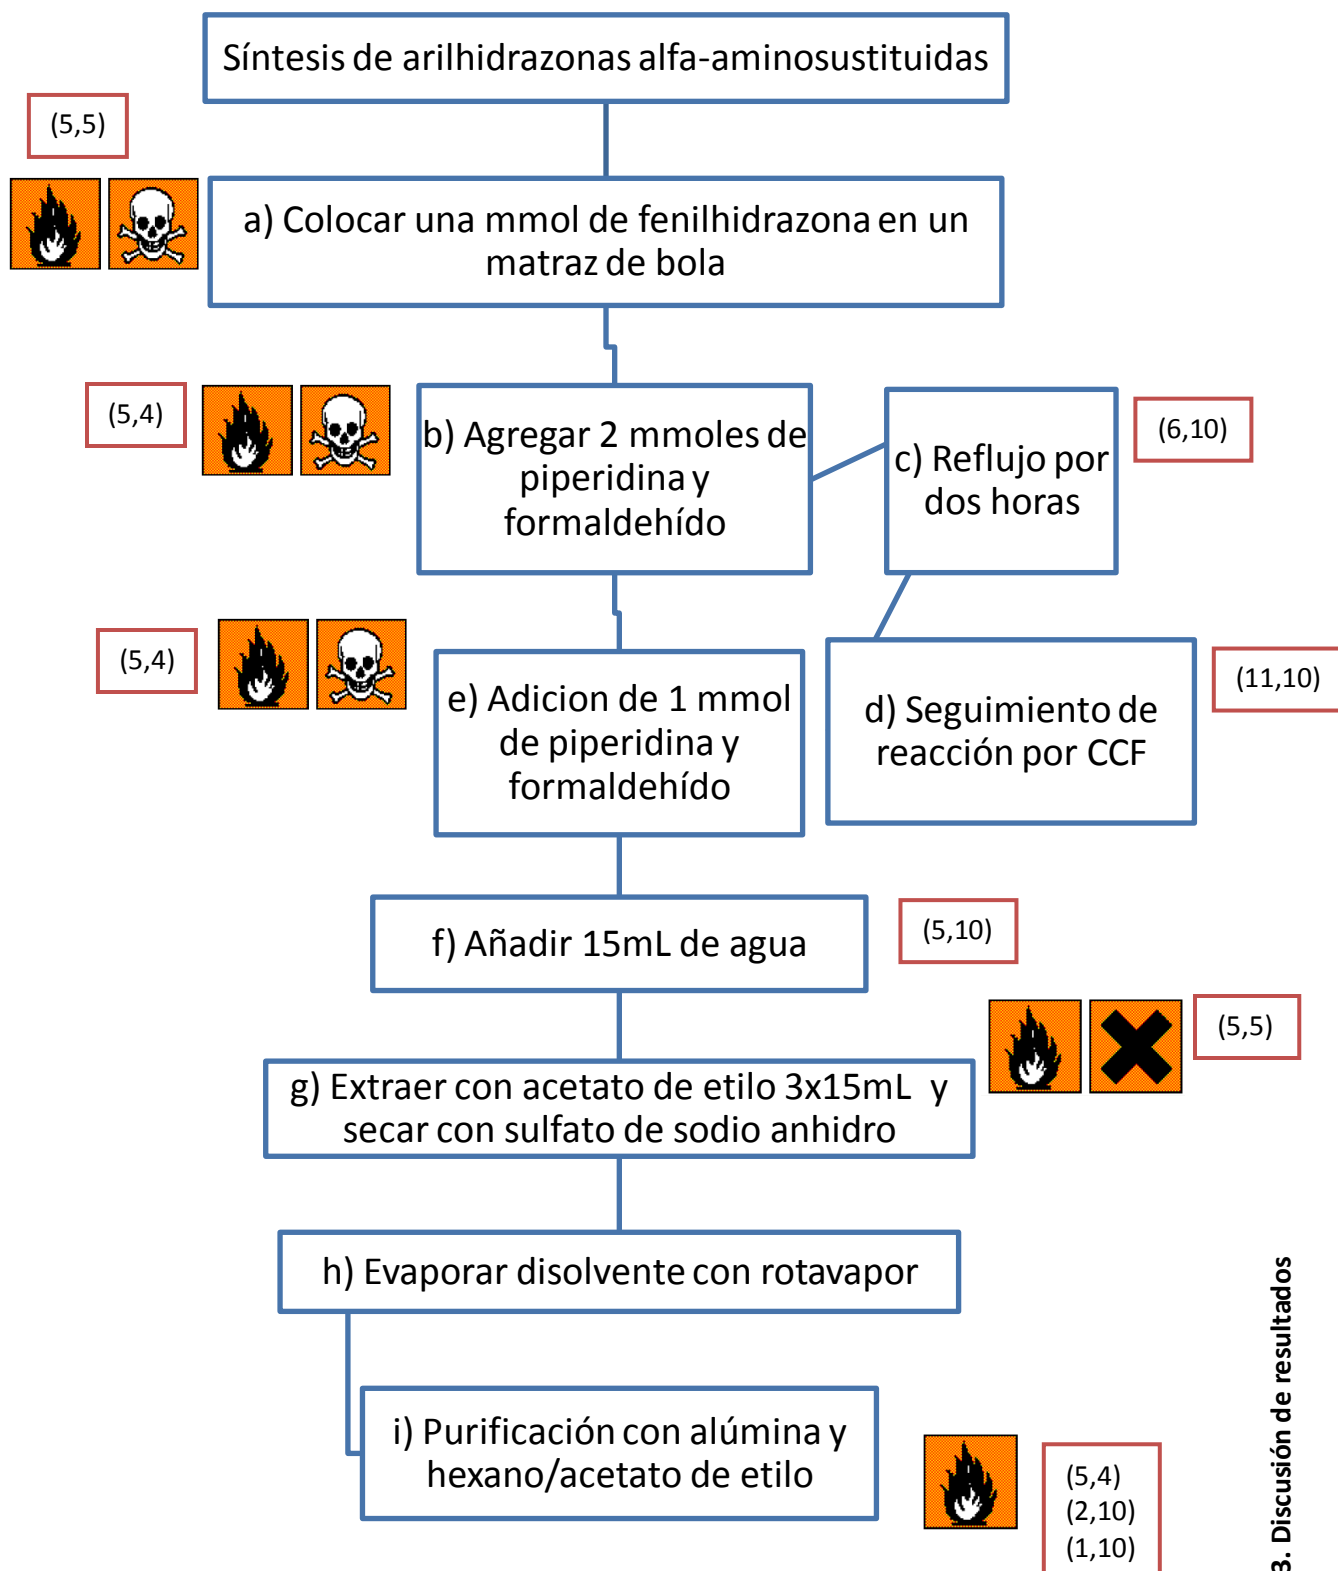 Síntesis de arilhidrazonas alfa-aminosustituidas
(5,5)
a) Colocar una mmol de fenilhidrazona en un
matraz de bola
(5,4)
b) Agregar 2 mmoles de
piperidina y
formaldehído
c) Reflujo por
dos horas
(6,10)
(5,4)
e) Adicion de 1 mmol
de piperidina y
formaldehído
d) Seguimiento de
reacción por CCF
(11,10)
f) Añadir 15mL de agua
(5,10)
g) Extraer con acetato de etilo 3x15mL y
secar con sulfato de sodio anhidro
(5,5)
h) Evaporar disolvente con rotavapor
i) Purificación con alúmina y
hexano/acetato de etilo
(5,4)
(2,10)
(1,10)
3. Discusión de resultados